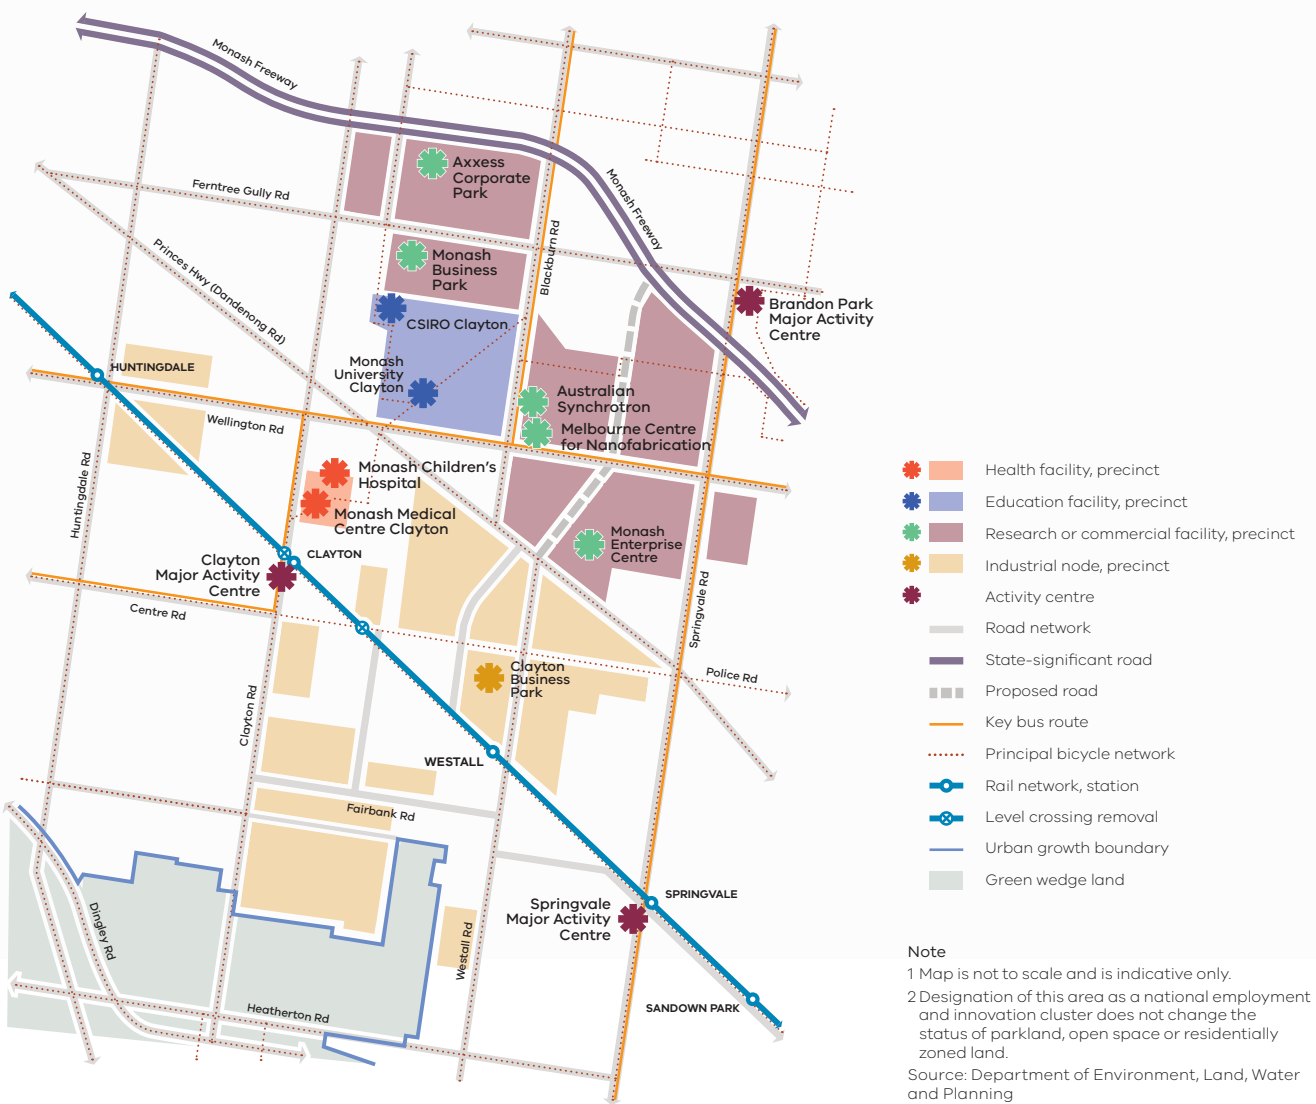 Monash Freeway
Monash Freeway
Axxess
Corporate
Park
Ferntree Gully Rd
Princes Hwy (Dandenong Rd)
Blackburn Rd
Monash
Business
Park
CSIRO Clayton
Monash
University
Clayton
Brandon Park
Major Activity
Centre
HUNTINGDALE
Wellington Rd
Australian
Synchrotron
Melbourne Centre
for Nanofabrication
Huntingdale Rd
Monash Children's
Hospital
Monash Medical
Centre Clayton
Monash
Enterprise
Centre
CLAYTON
Clayton
Major Activity
Centre
Centre Rd
Springvale Rd
Clayton
Business
Park
Police Rd
Clayton Rd
WESTALL
Fairbank Rd
SPRINGVALE
Springvale
Major Activity
Centre
Dingley Rd
Westall Rd
SANDOWN PARK
Heatherton Rd
Health facility, precinct
Education facility, precinct
Research or commercial facility, precinct
Industrial node, precinct
Activity centre
Road network
State-significant road
Proposed road
Key bus route
Principal bicycle network
Rail network, station
Level crossing removal
Urban growth boundary
Green wedge land
Note
1 Map is not to scale and is indicative only.
2 Designation of this area as a national employment
and innovation cluster does not change the
status of parkland, open space or residentially
zoned land.
Source: Department of Environment, Land, Water
and Planning